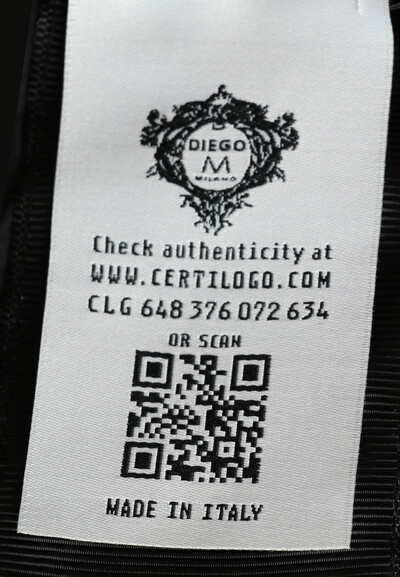 DIEGO
M
MILANO
Check authenticity at
WWW.CERTILOGO.COM
CLG 648 376 072 634
OR SCAN
MADE IN ITALY